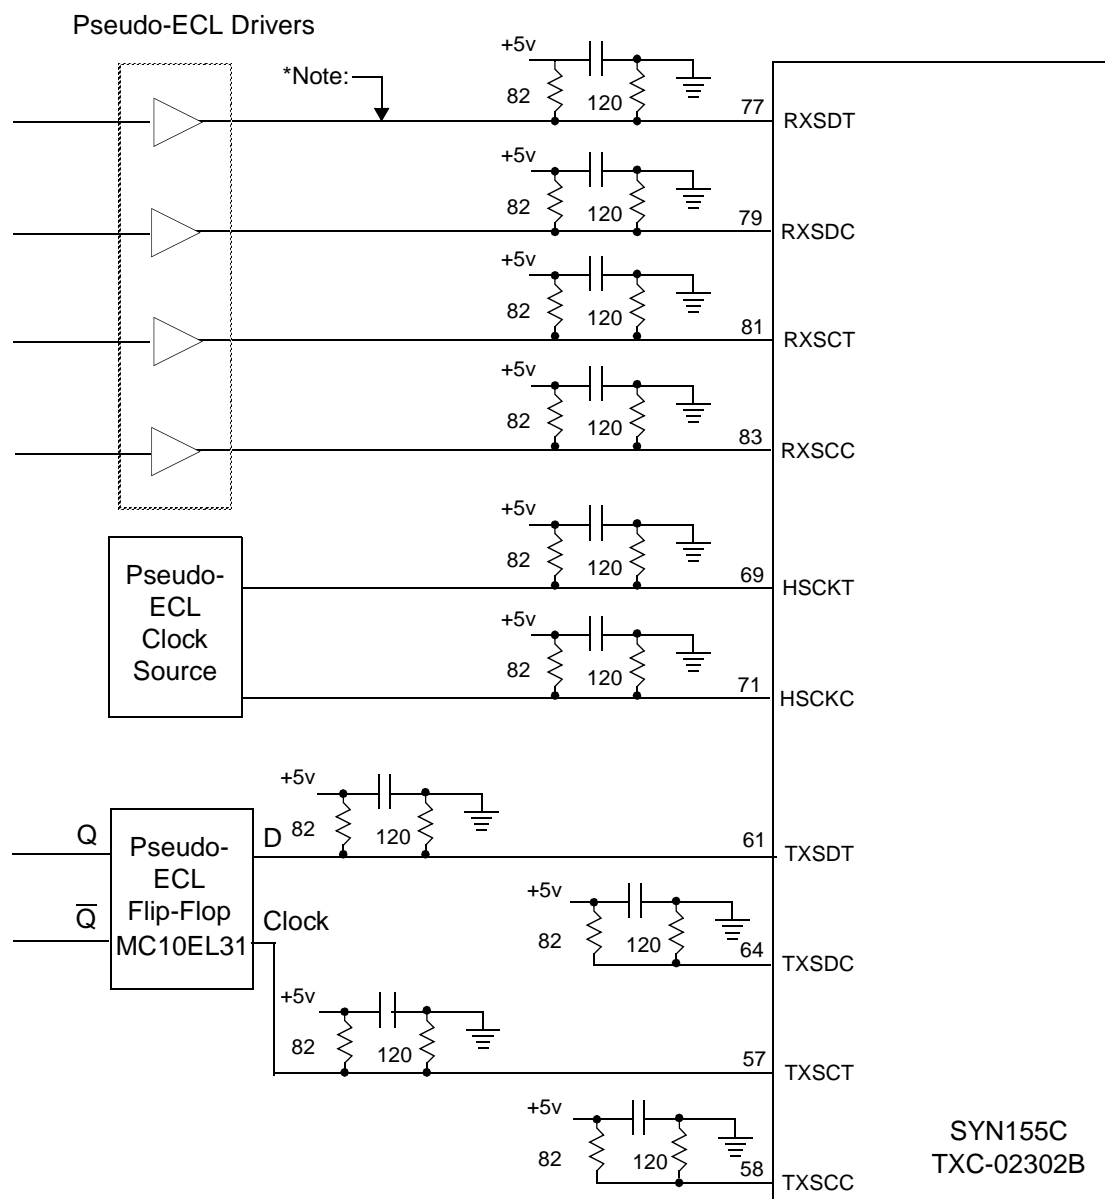 Pseudo-ECL Drivers
+5v
*Note:
82
120
77
RXSDT
+5v
82
120
79
RXSDC
+5v
82
120
81
RXSCT
+5v
82
120
83
RXSCC
+5v
82
120
69
HSCKT
Pseudo-
ECL
Clock
Source
+5v
82
120
71
HSCKC
+5v
82
120
61
TXSDT
Q
D
Pseudo-
ECL
Flip-Flop
MC10EL31
Q̅
Clock
+5v
82
120
64
TXSDC
+5v
82
120
57
TXSCT
+5v
82
120
58
TXSCC
SYN155C
TXC-02302B